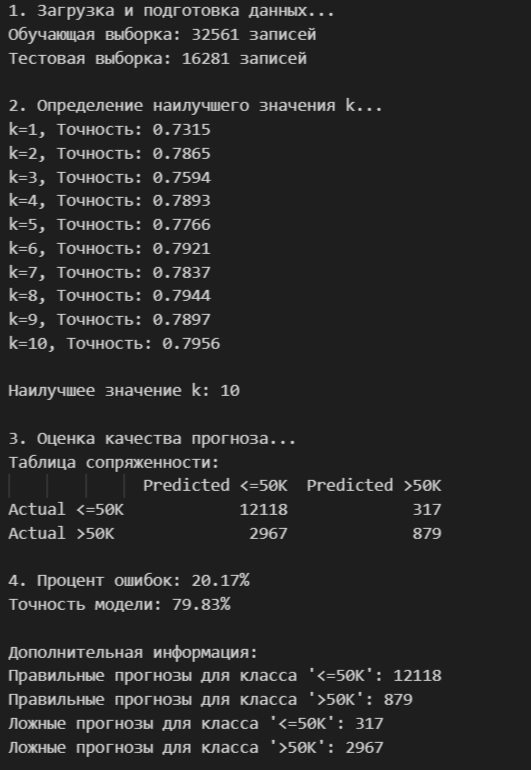 1. Загрузка и подготовка данных...
Обучающая выборка: 32561 записей
Тестовая выборка: 16281 записей
2. Определение наилучшего значения k...
k=1, Точность: 0.7315
k=2, Точность: 0.7865
k=3, Точность: 0.7594
k=4, Точность: 0.7893
k=5, Точность: 0.7766
k=6, Точность: 0.7921
k=7, Точность: 0.7837
k=8, Точность: 0.7944
k=9, Точность: 0.7897
k=10, Точность: 0.7956
Наилучшее значение k: 10
3. Оценка качества прогноза...
Таблица сопряженности:
Predicted <=50K Predicted >50K
Actual <=50K 12118 317
Actual >50K 2967 879
4. Процент ошибок: 20.17%
Точность модели: 79.83%
Дополнительная информация:
Правильные прогнозы для класса '<=50K': 12118
Правильные прогнозы для класса '>50K': 879
Ложные прогнозы для класса '<=50K': 317
Ложные прогнозы для класса '>50K': 2967